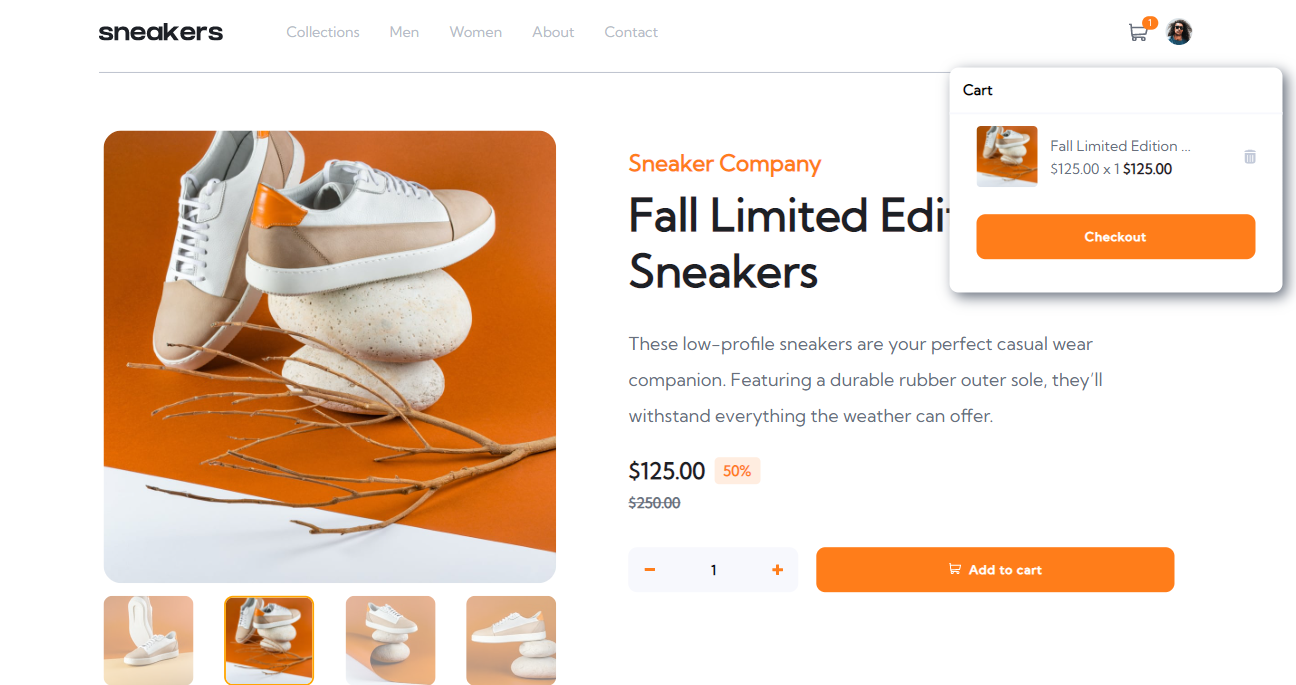 sneakers
Collections Men Women About Contact
1
Cart
Fall Limited Edition ...
$125.00 x 1 $125.00
Checkout
Sneaker Company
Fall Limited Edi
Sneakers
These low-profile sneakers are your perfect casual wear
companion. Featuring a durable rubber outer sole, they’ll
withstand everything the weather can offer.
$125.00 50%
$250.00
1
Add to cart